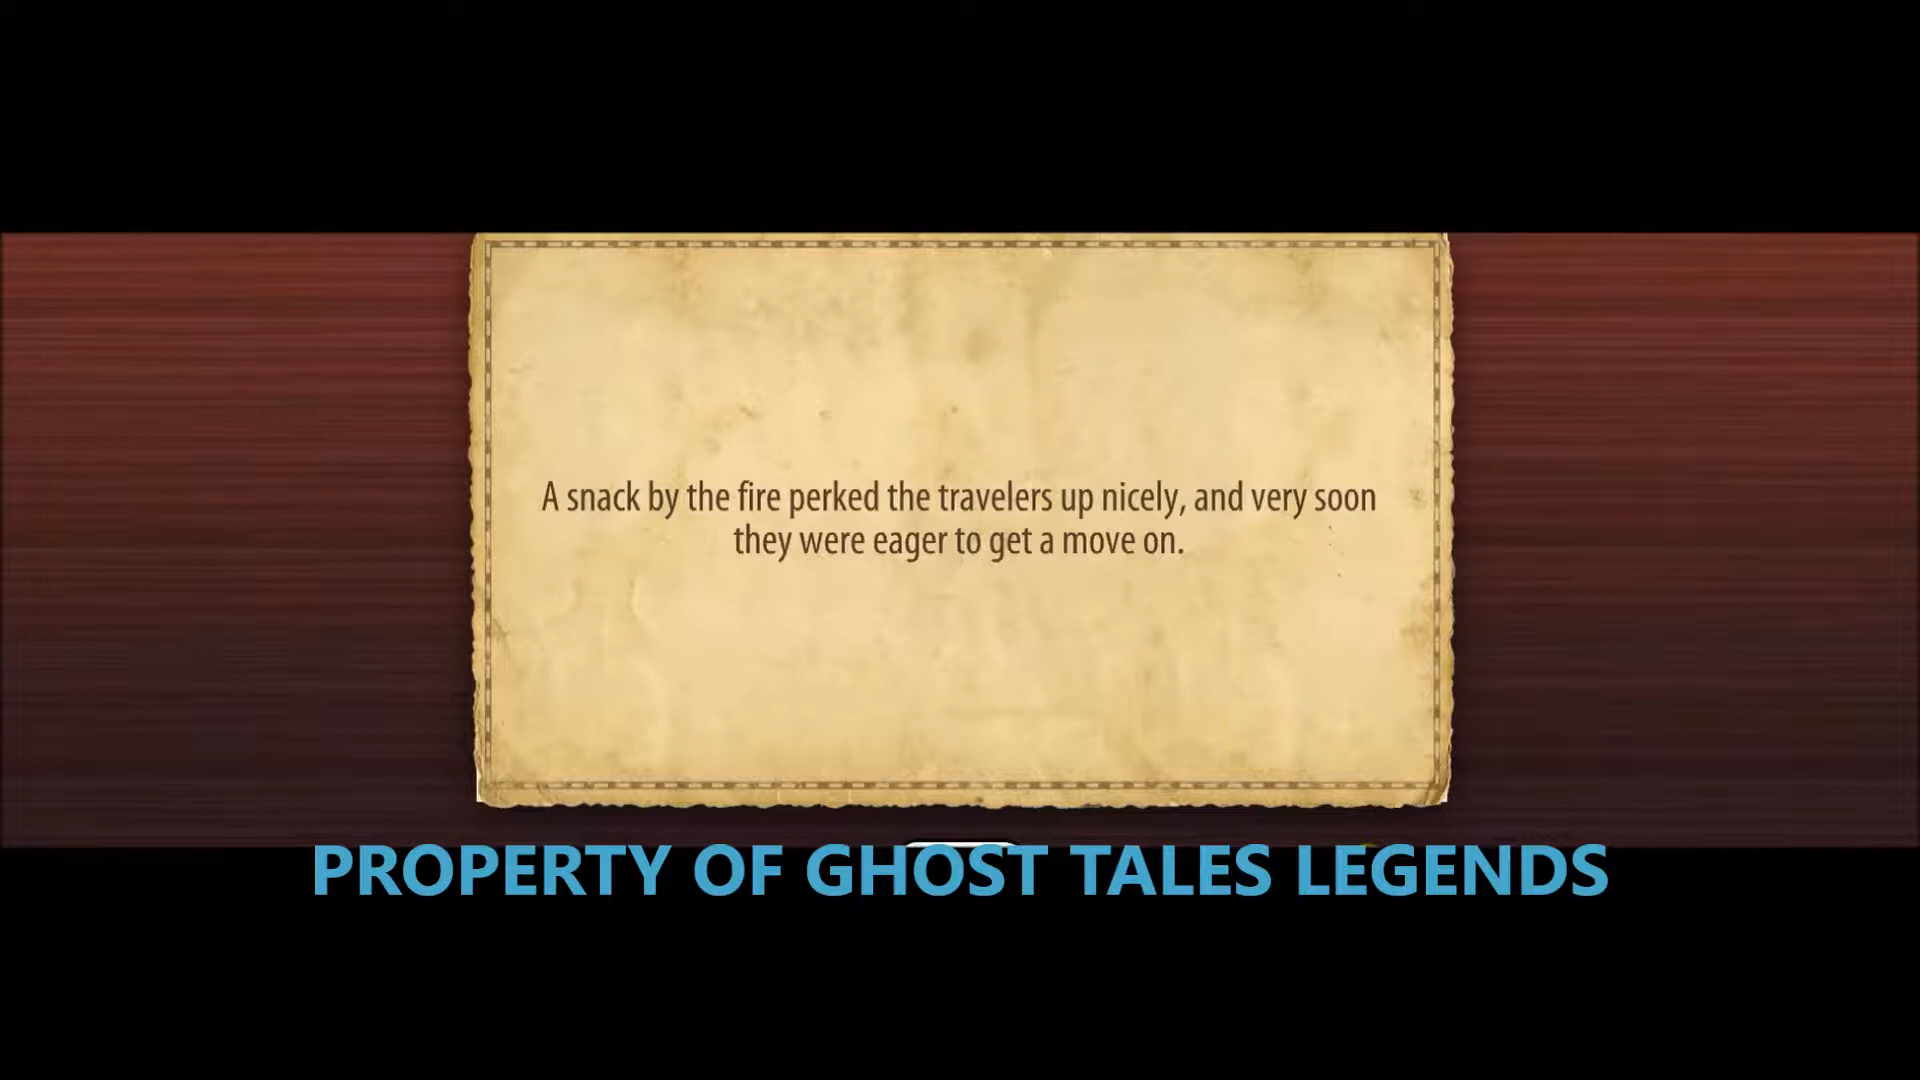 A snack by the fire perked the travelers up nicely, and very soon
they were eager to get a move on.
PROPERTY OF GHOST TALES LEGENDS